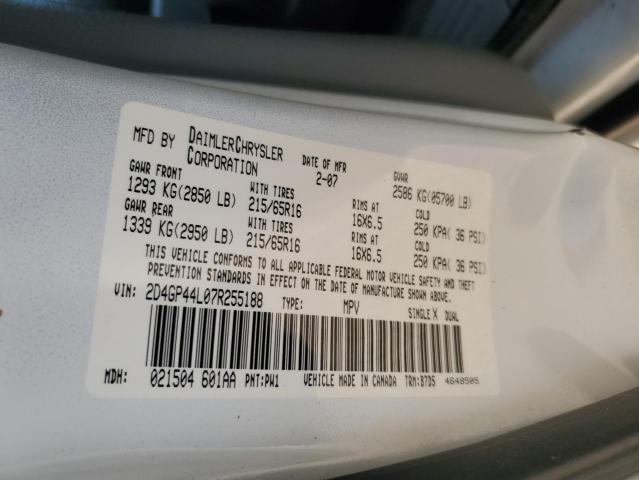 MFD BY DAIMLERCHRYSLER CORPORATION DATE OF MFR 2-07 GVWR 2586 KG(05700 LB)
GAWR FRONT WITH TIRES RIMS AT COLD
1293 KG(2850 LB) 215/65R16 16X6.5 250 KPA( 36 PSI)
GAWR REAR WITH TIRES RIMS AT COLD
1339 KG(2950 LB) 215/65R16 16X6.5 250 KPA( 36 PSI)
THIS VEHICLE CONFORMS TO ALL APPLICABLE FEDERAL MOTOR VEHICLE SAFETY AND THEFT
PREVENTION STANDARDS IN EFFECT ON THE DATE OF MANUFACTURE SHOWN ABOVE.
VIN: 2D4GP44L07R255188 TYPE: MPV SINGLE X DUAL
MDH: 021504 601AA PNT:PW1 VEHICLE MADE IN CANADA TRM:B7D5 4648505